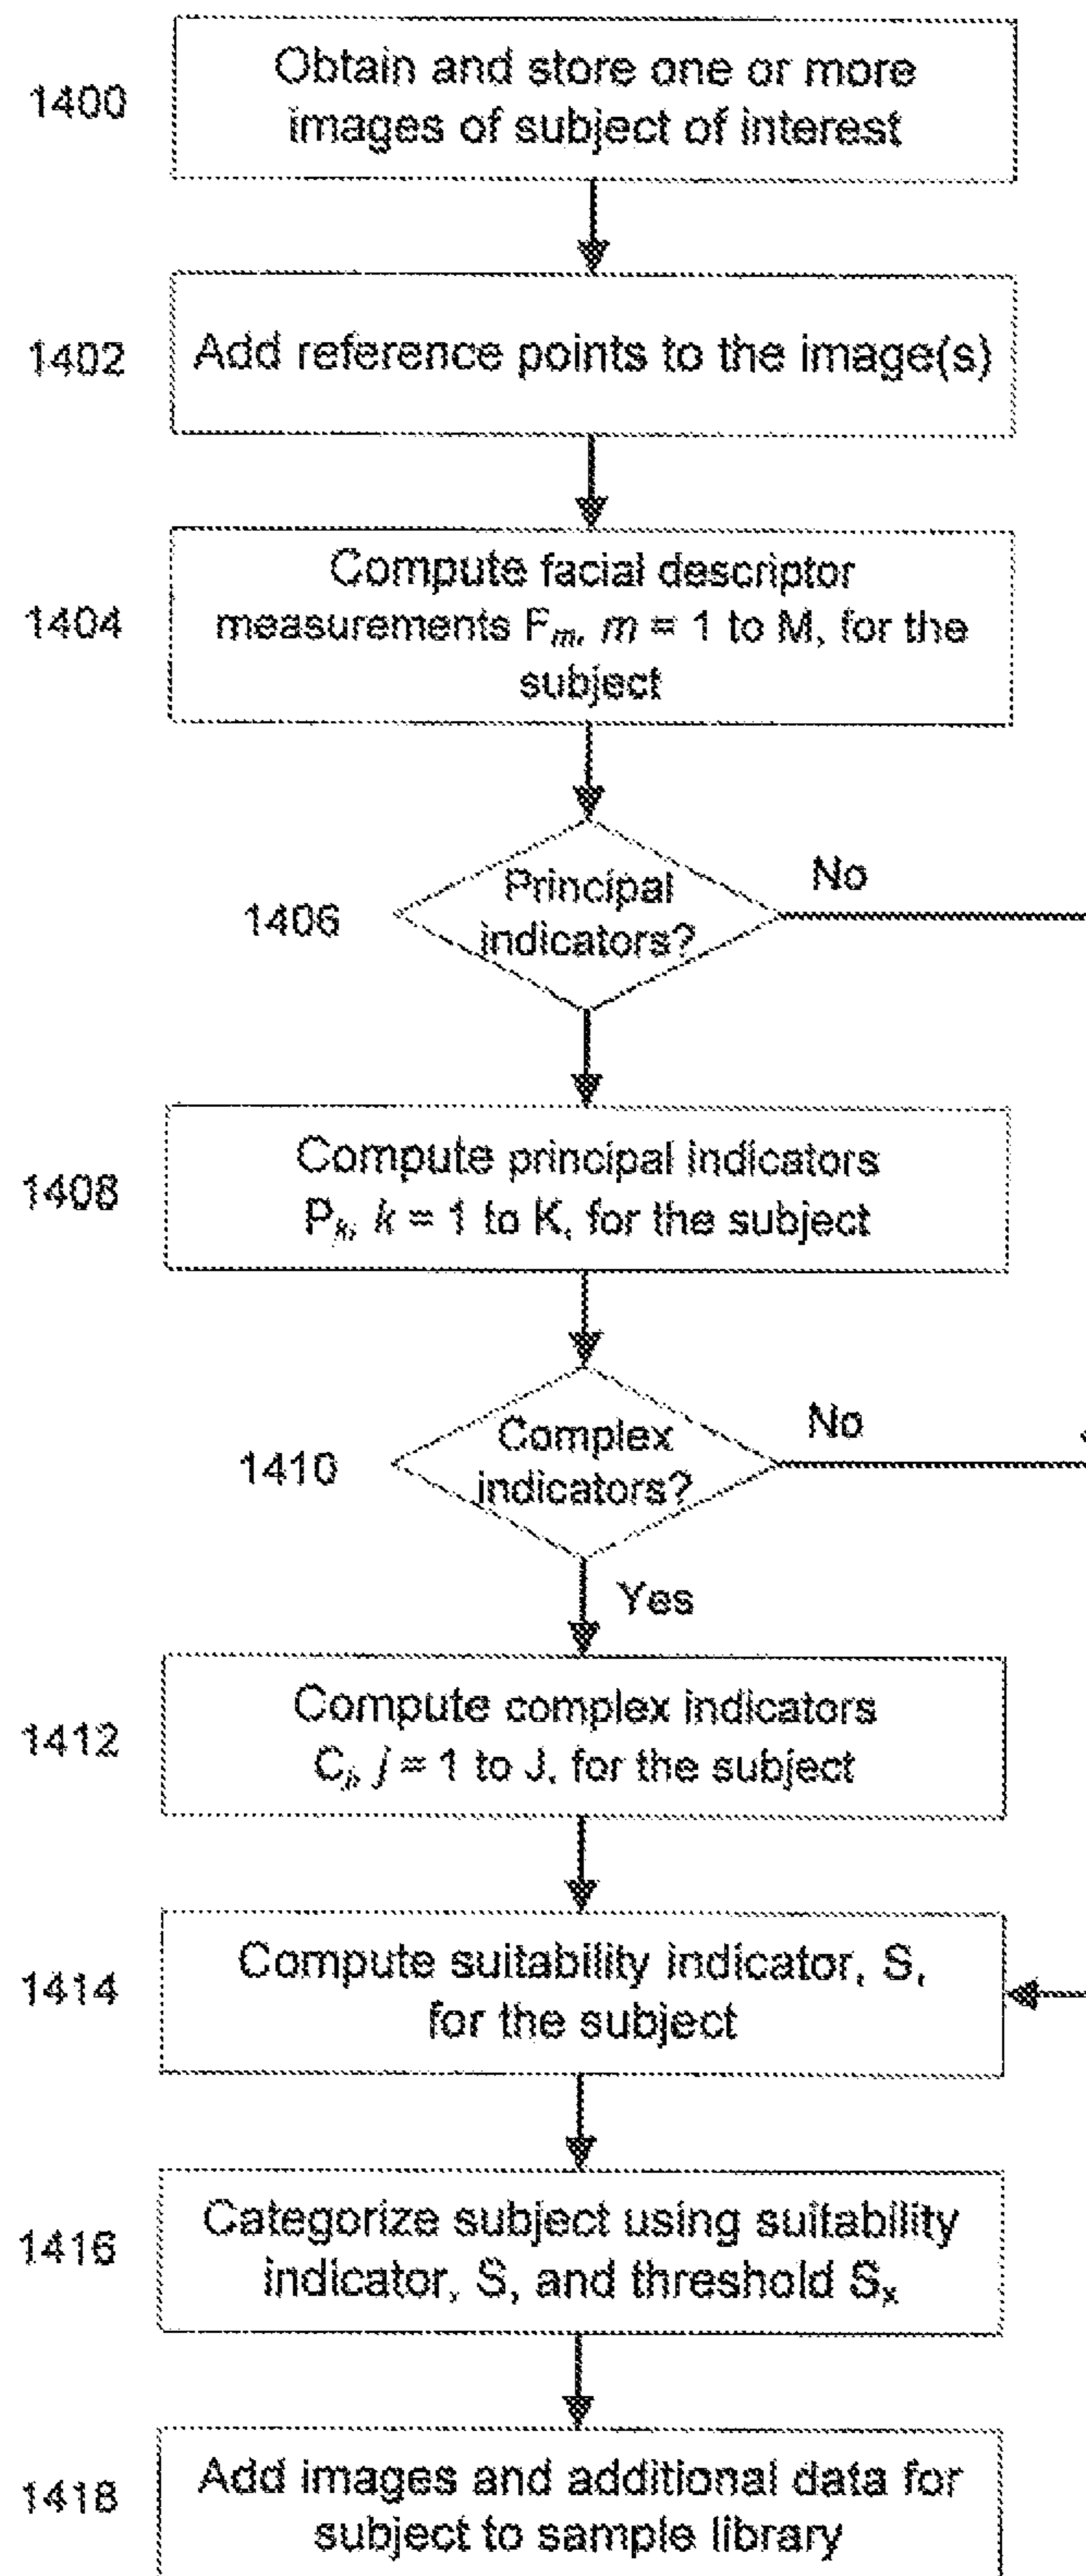 1400
Obtain and store one or more
images of subject of interest
1402
Add reference points to the image(s)
1404
Compute facial descriptor
measurements Fm, m = 1 to M, for the
subject
1406
Principal
indicators?
No
1408
Compute principal indicators
Pk, k = 1 to K, for the subject
1410
Complex
indicators?
No
Yes
1412
Compute complex indicators
Cj, j = 1 to J, for the subject
1414
Compute suitability indicator, S,
for the subject
1416
Categorize subject using suitability
indicator, S, and threshold Sx
1418
Add images and additional data for
subject to sample library